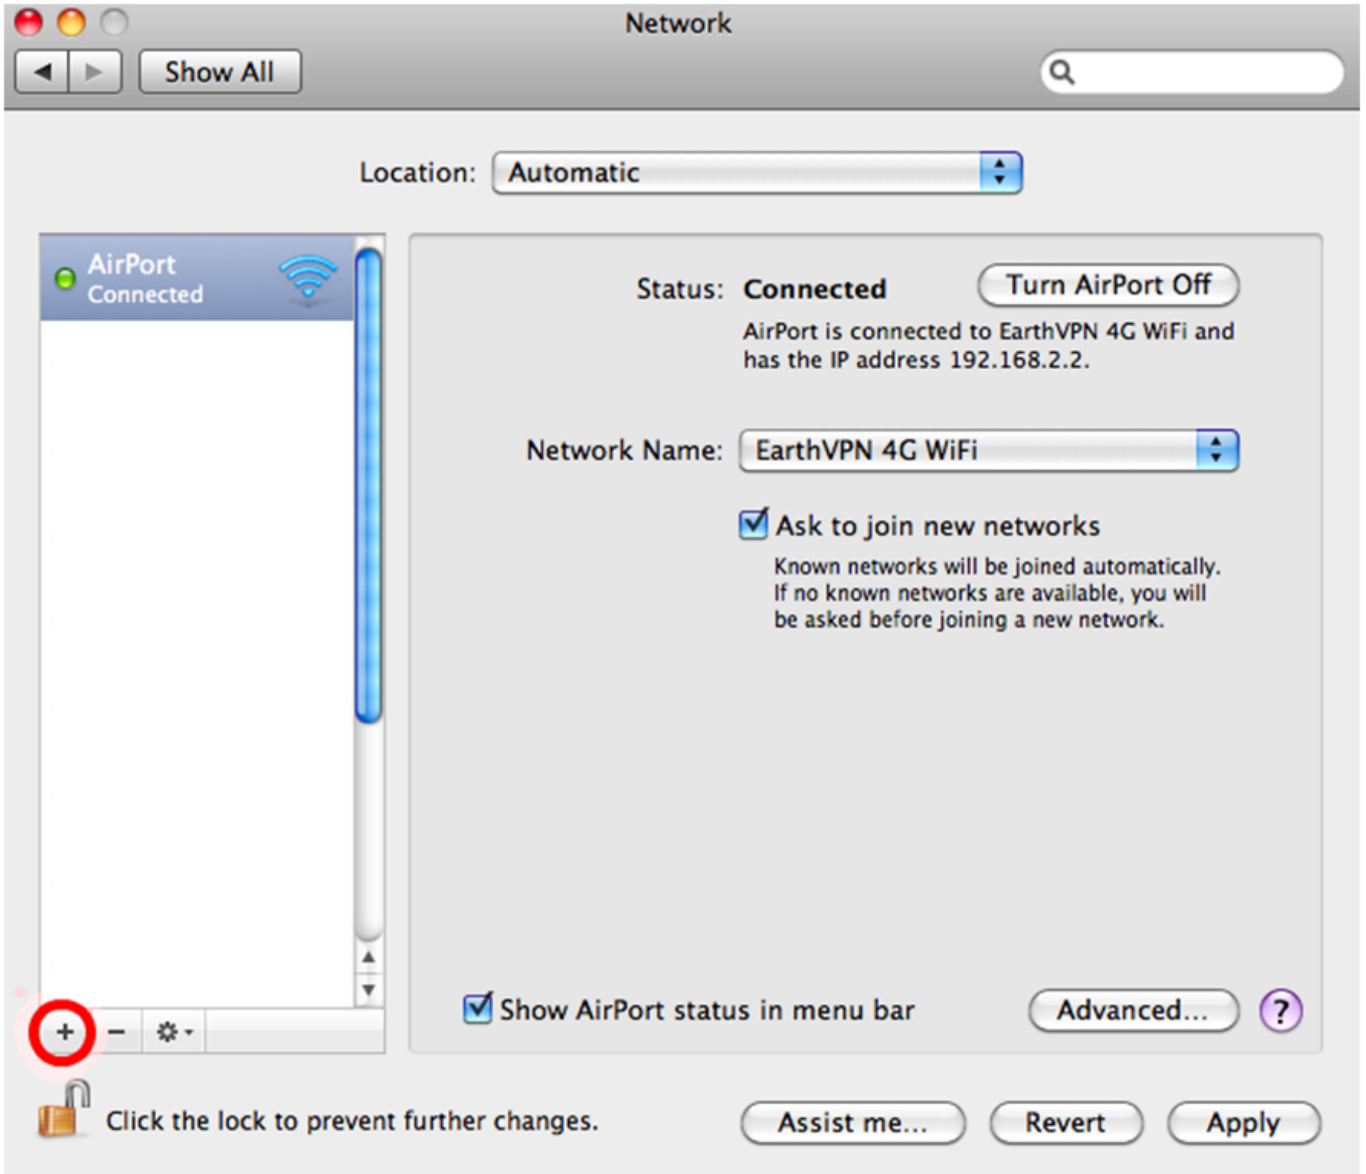 Network
Show All
Location: Automatic
AirPort
Connected
Status: Connected
Turn AirPort Off
AirPort is connected to EarthVPN 4G WiFi and
has the IP address 192.168.2.2.
Network Name: EarthVPN 4G WiFi
Ask to join new networks
Known networks will be joined automatically.
If no known networks are available, you will
be asked before joining a new network.
Show AirPort status in menu bar
Advanced...
?
+ −
Click the lock to prevent further changes.
Assist me...
Revert
Apply